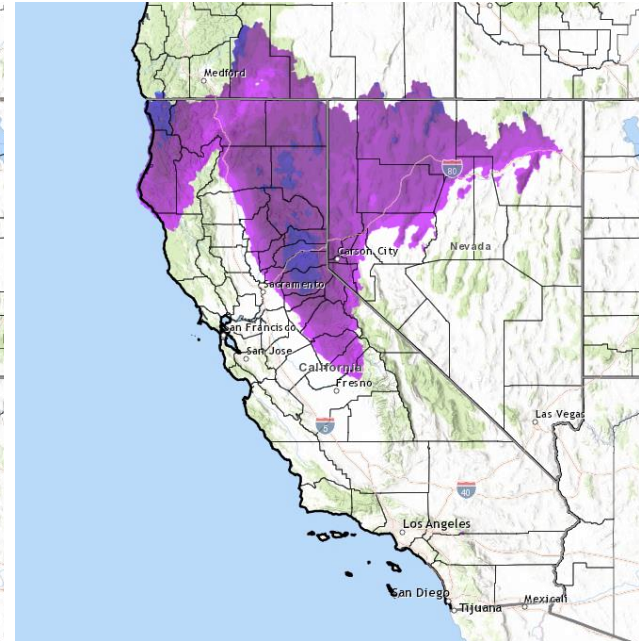 Medford
80
Carson City
Nevada
Sacramento
San Francisco
San Jose
California
Fresno
Las Vegas
5
40
Los Angeles
San Diego
Tijuana
Mexicali